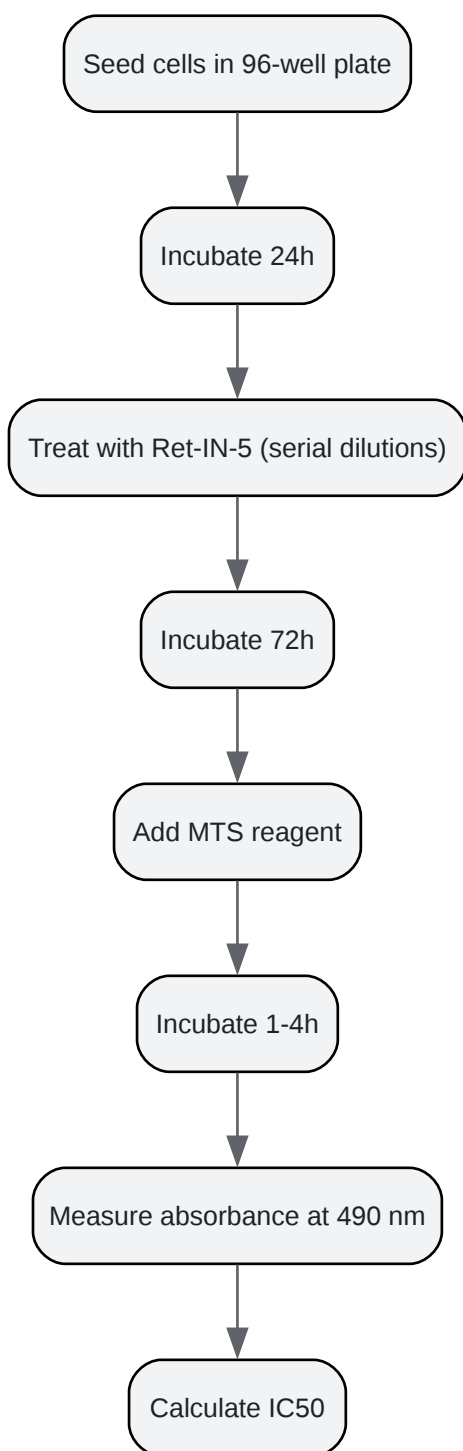 Seed cells in 96-well plate
Incubate 24h
Treat with Ret-IN-5 (serial dilutions)
Incubate 72h
Add MTS reagent
Incubate 1-4h
Measure absorbance at 490 nm
Calculate IC50